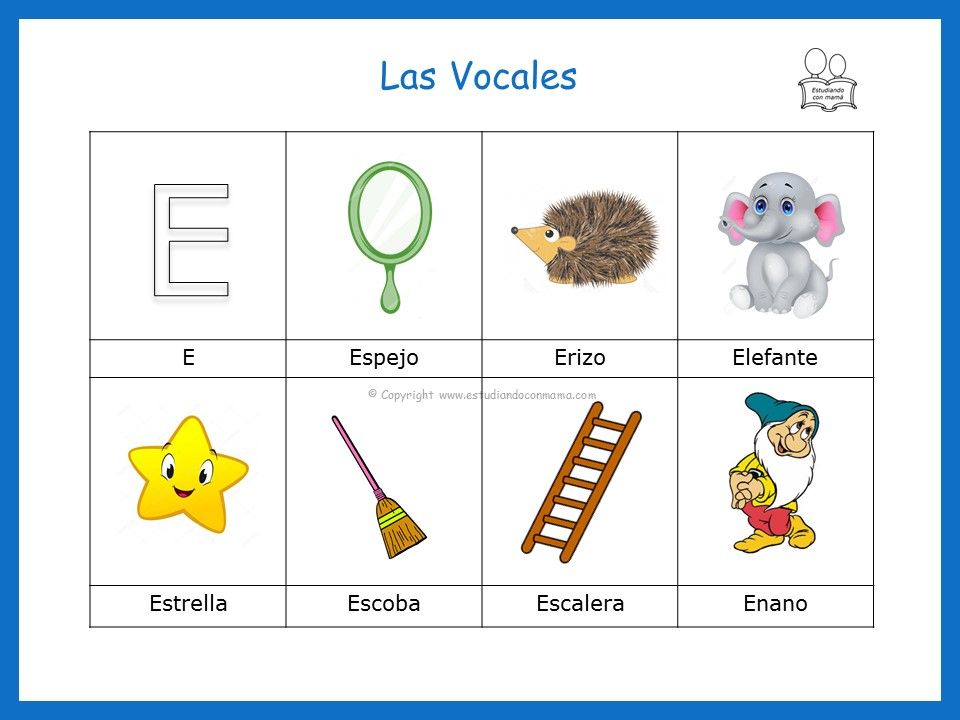 Las Vocales
Estudiando
con mamá
E
E
Espejo
Erizo
Elefante
© Copyright www.estudiandoconmama.com
Estrella
Escoba
Escalera
Enano